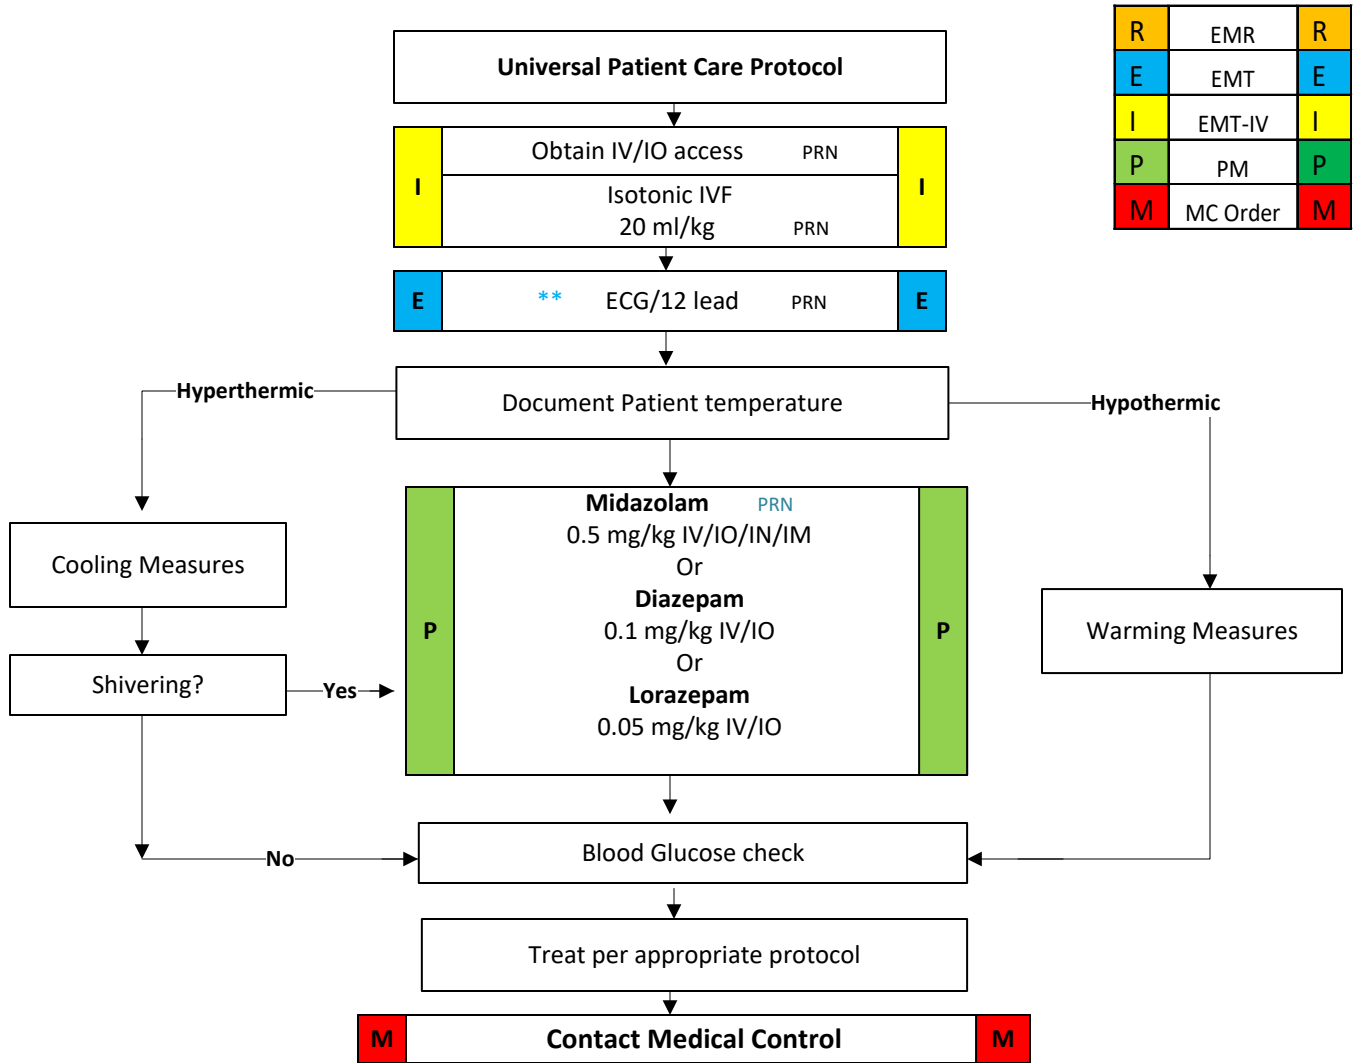 R EMR R
E EMT E
I EMT-IV I
P PM P
M MC Order M
Universal Patient Care Protocol
Obtain IV/IO access PRN
I I
Isotonic IVF
20 ml/kg PRN
E ** ECG/12 lead PRN E
Hyperthermic
Document Patient temperature
Hypothermic
Midazolam PRN
0.5 mg/kg IV/IO/IN/IM
Or
Diazepam
P 0.1 mg/kg IV/IO P
Or
Lorazepam
0.05 mg/kg IV/IO
Cooling Measures
Shivering?
Yes
Warming Measures
No
Blood Glucose check
Treat per appropriate protocol
M Contact Medical Control M